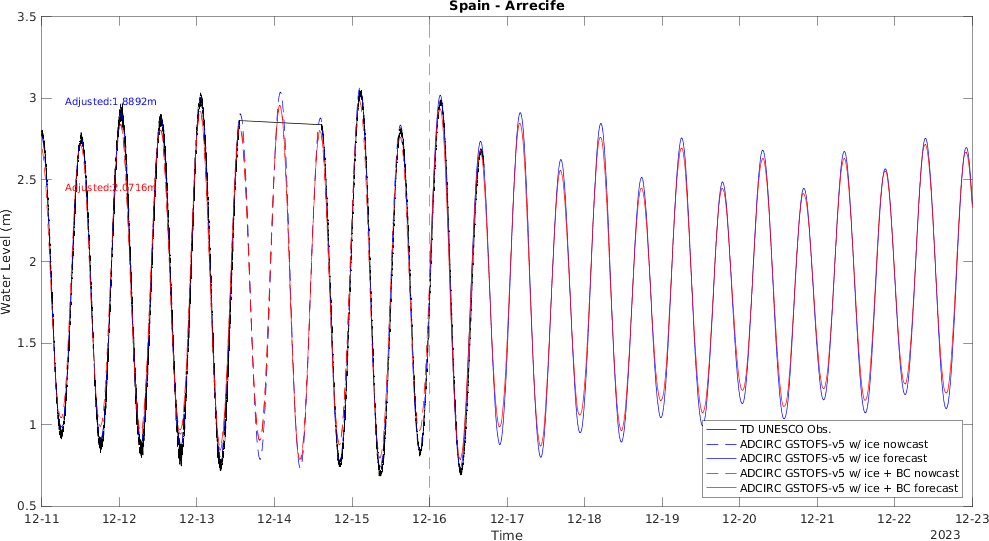 Spain - Arrecife
3.5
3
2.5
2
1.5
1
0.5
Water Level (m)
Adjusted:1.8892m
Adjusted:2.0716m
TD UNESCO Obs.
ADCIRC GSTOFS-v5 w/ ice nowcast
ADCIRC GSTOFS-v5 w/ ice forecast
ADCIRC GSTOFS-v5 w/ ice + BC nowcast
ADCIRC GSTOFS-v5 w/ ice + BC forecast
12-11 12-12 12-13 12-14 12-15 12-16 12-17 12-18 12-19 12-20 12-21 12-22 12-23
Time
2023